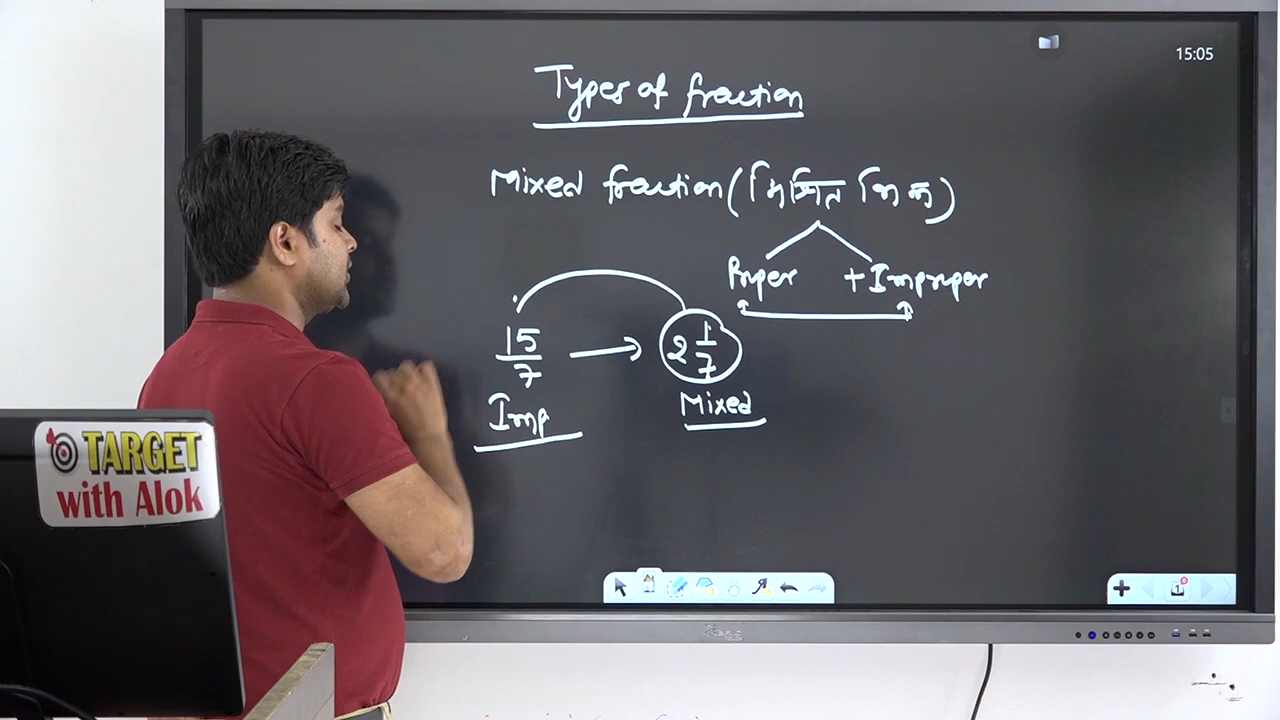 15:05
Types of fraction
Mixed fraction (मिश्रित भिन्न)
Proper + Improper
15/7 → 2 1/7
Imp Mixed
TARGET
with Alok
1